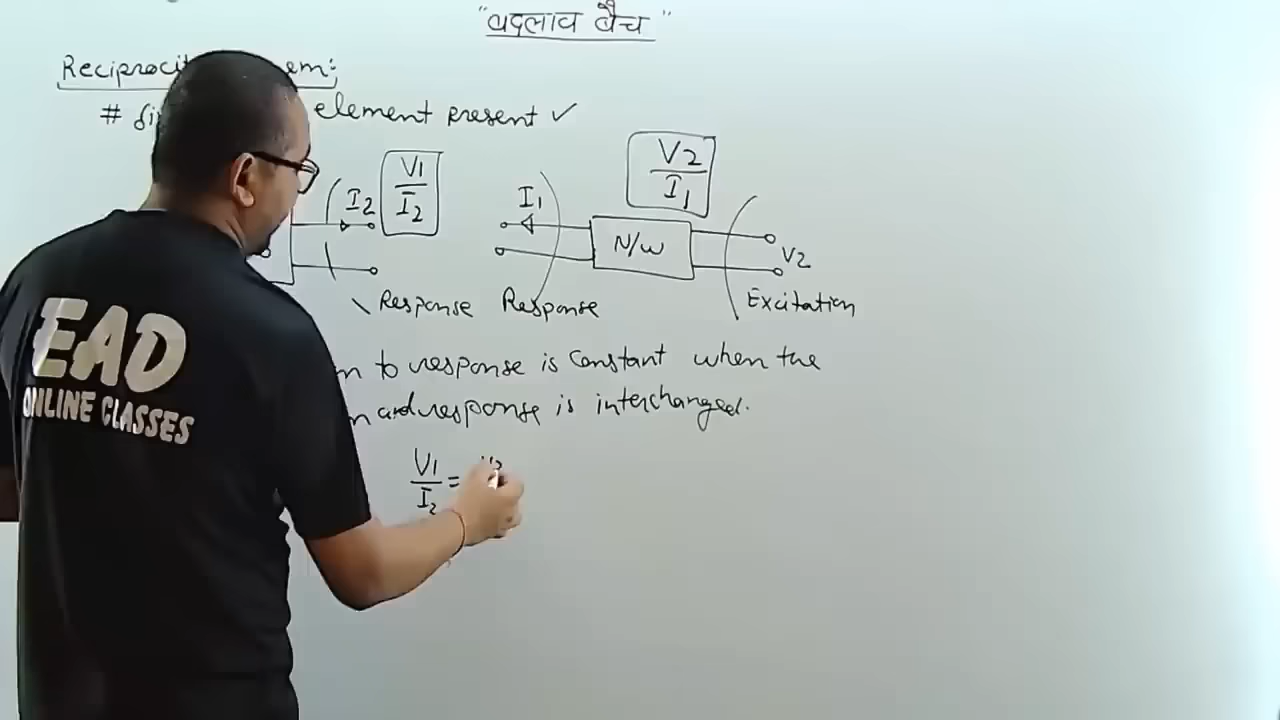 "बदलाव बैच"
em:
# element present ✓
I2 V1/I2 I1 V2/I1
N/W V2
Response Response Excitation
to response is constant when the
and response is interchanged.
V1/I2 =
EAD
ONLINE CLASSES